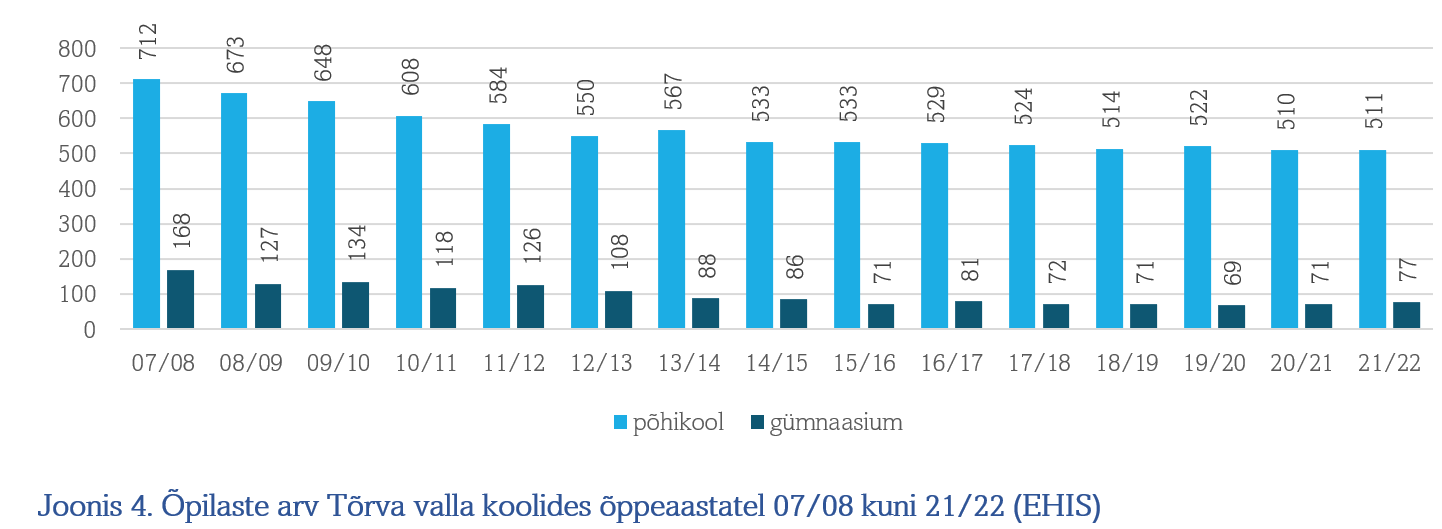 712 673 648 608 584 550 567 533 533 529 524 514 522 510 511
168 127 134 118 126 108 88 86 71 81 72 71 69 71 77
800
700
600
500
400
300
200
100
0
07/08 08/09 09/10 10/11 11/12 12/13 13/14 14/15 15/16 16/17 17/18 18/19 19/20 20/21 21/22
põhikool gümnaasium
Joonis 4. Õpilaste arv Tõrva valla koolides õppeaastatel 07/08 kuni 21/22 (EHIS)